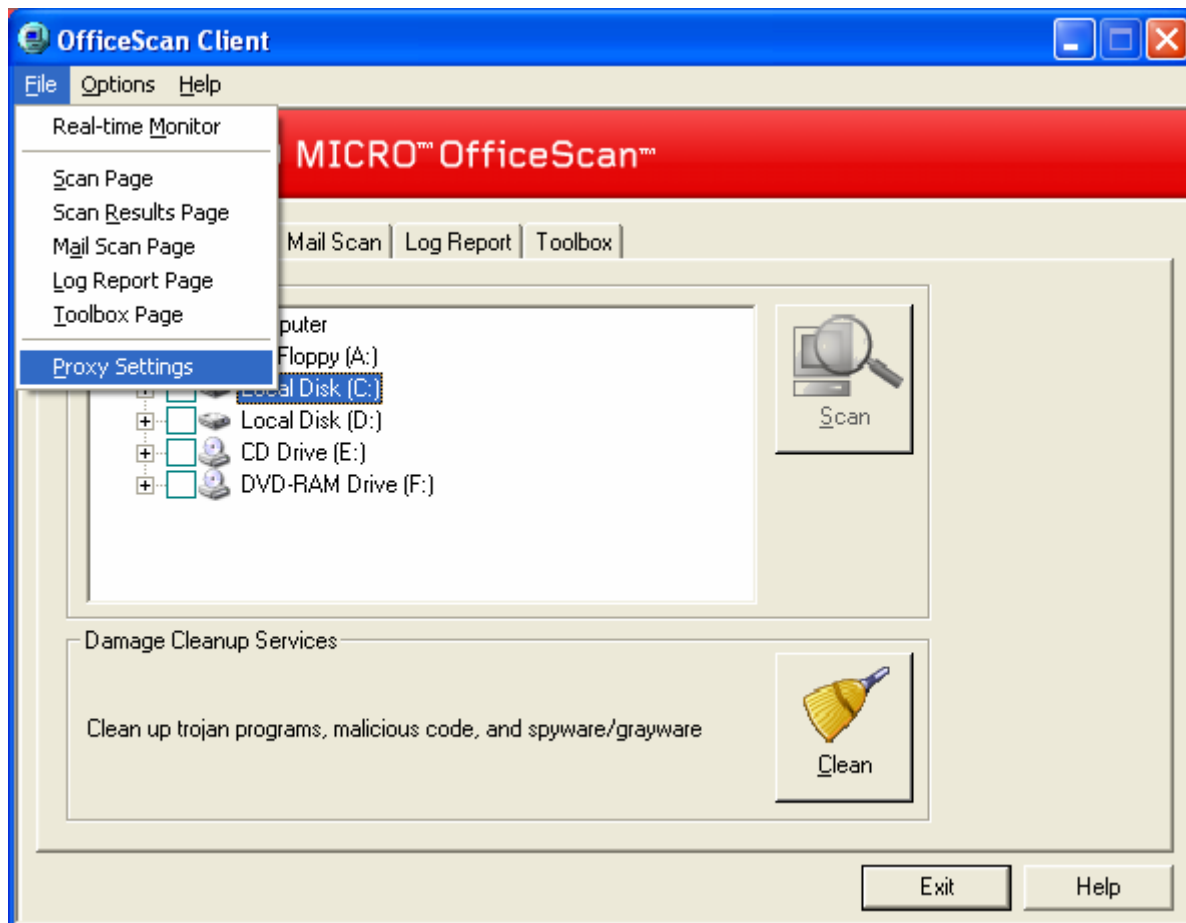 OfficeScan Client
File Options Help
Real-time Monitor
Scan Page
Scan Results Page
Mail Scan Page
Log Report Page
Toolbox Page
Proxy Settings
MICRO™ OfficeScan™
Mail Scan Log Report Toolbox
Floppy (A:)
Local Disk (C:)
Local Disk (D:)
CD Drive (E:)
DVD-RAM Drive (F:)
Scan
Damage Cleanup Services
Clean up trojan programs, malicious code, and spyware/grayware
Clean
Exit Help